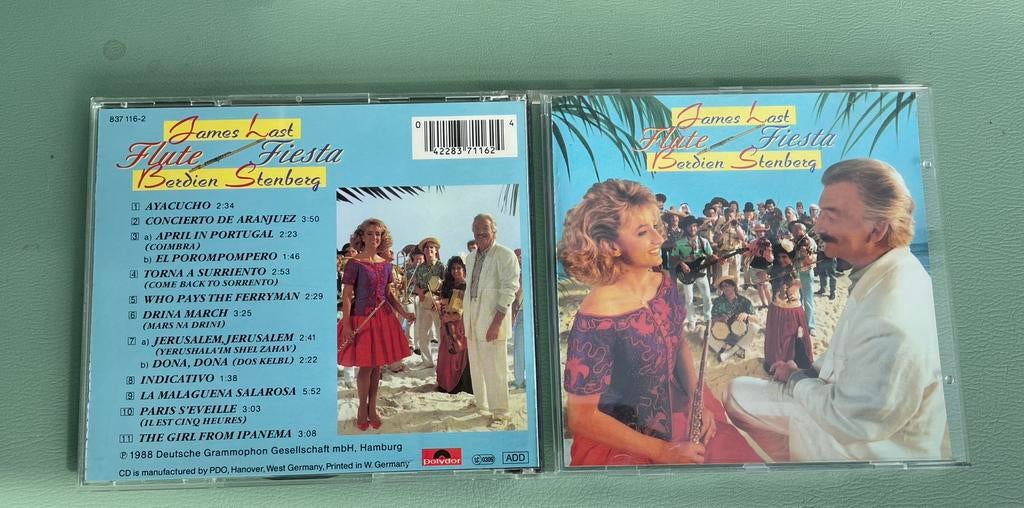 837 116-2
James Last
Flute Fiesta
Berdien Stenberg
0 42283 71162 4
1 AYACUCHO 2:34
2 CONCIERTO DE ARANJUEZ 3:50
3 a) APRIL IN PORTUGAL 2:23
(COIMBRA)
b) EL POROMPOMPERO 1:46
4 TORNA A SURRIENTO 2:53
(COME BACK TO SORRENTO)
5 WHO PAYS THE FERRYMAN 2:29
6 DRINA MARCH 3:25
(MARS NA DRINI)
7 a) JERUSALEM, JERUSALEM 2:41
(YERUSHALA'IM SHEL ZAHAV)
b) DONA, DONA (DOS KELBL) 2:22
8 INDICATIVO 1:38
9 LA MALAGUENA SALAROSA 5:52
10 PARIS S'EVEILLE 3:03
(IL EST CINQ HEURES)
11 THE GIRL FROM IPANEMA 3:08
℗ 1988 Deutsche Grammophon Gesellschaft mbH, Hamburg
CD is manufactured by PDO, Hanover, West Germany, Printed in W. Germany
Polydor
LC 0309
ADD
James Last
Flute Fiesta
Berdien Stenberg